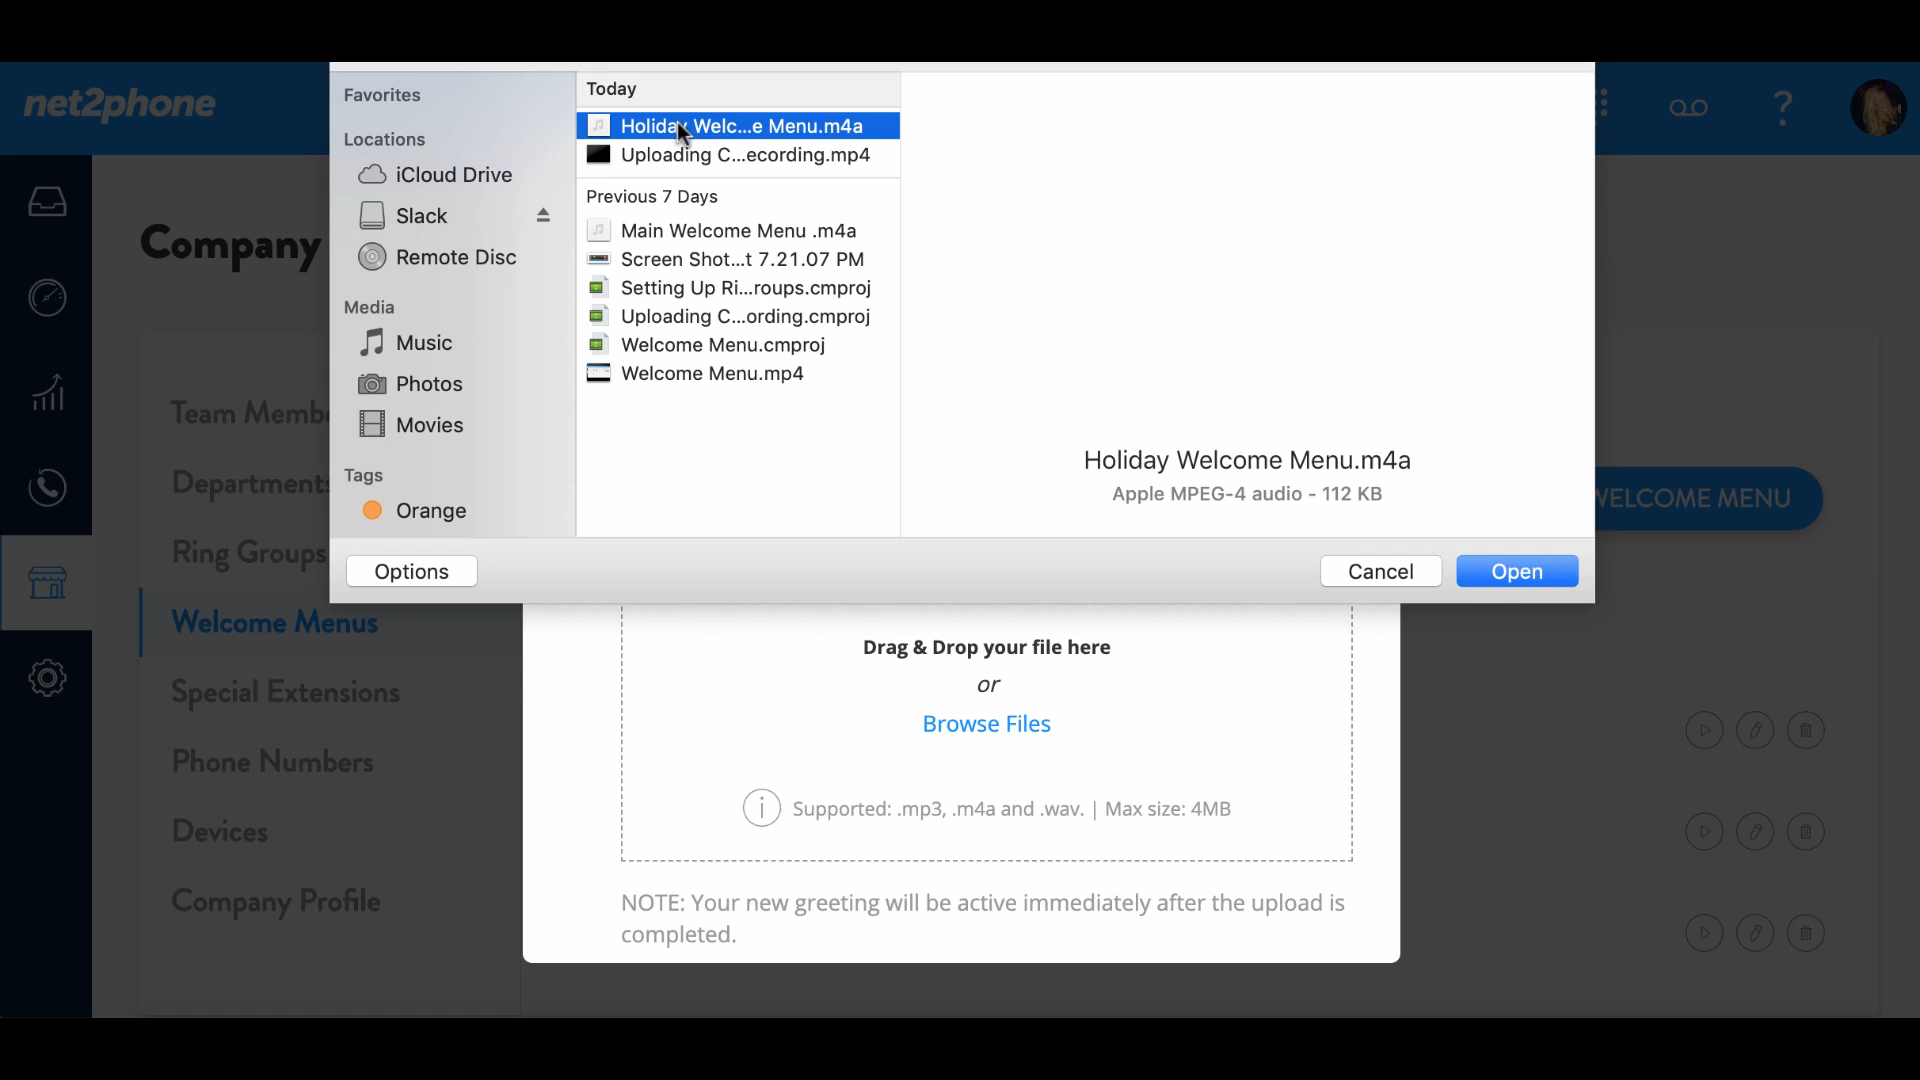 net2phone
Favorites
Locations
iCloud Drive
Slack
Remote Disc
Media
Music
Photos
Movies
Tags
Orange
Today
Holiday Welc...e Menu.m4a
Uploading C...ecording.mp4
Previous 7 Days
Main Welcome Menu .m4a
Screen Shot...t 7.21.07 PM
Setting Up Ri...roups.cmproj
Uploading C...ording.cmproj
Welcome Menu.cmproj
Welcome Menu.mp4
Holiday Welcome Menu.m4a
Apple MPEG-4 audio - 112 KB
Options
Cancel
Open
?
Company
Team Membe
Departments
Ring Groups
Welcome Menus
Special Extensions
Phone Numbers
Devices
Company Profile
WELCOME MENU
Drag & Drop your file here
or
Browse Files
Supported: .mp3, .m4a and .wav. | Max size: 4MB
NOTE: Your new greeting will be active immediately after the upload is
completed.